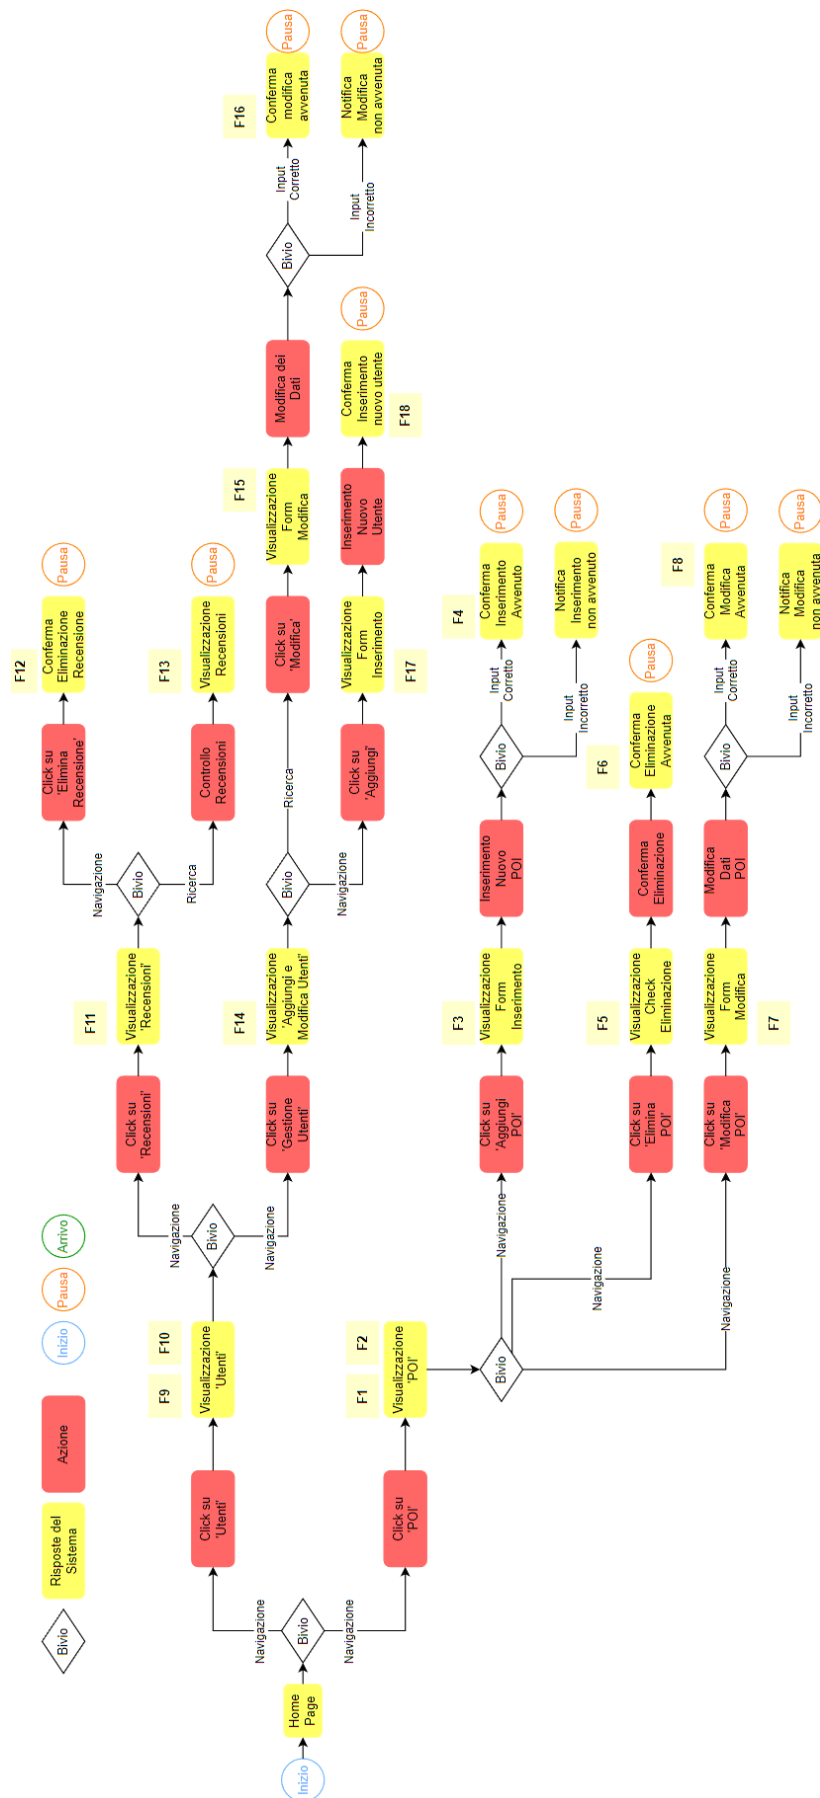 Bivio
Risposte del
Sistema
Azione
Inizio
Pausa
Arrivo
Inizio
Home
Page
Bivio
Navigazione
Navigazione
Click su
'Utenti'
F9
F10
Visualizzazione
'Utenti'
Bivio
Navigazione
Navigazione
Click su
'Recensioni'
F11
Visualizzazione
'Recensioni'
Bivio
Navigazione
Ricerca
Click su
'Elimina
Recensione'
F12
Conferma
Eliminazione
Recensione
Pausa
Controllo
Recensioni
F13
Visualizzazione
Recensioni
Pausa
Click su
'Gestione
Utenti'
F14
Visualizzazione
'Aggiungi e
Modifica Utenti'
Bivio
Ricerca
Navigazione
Click su
'Modifica'
F15
Visualizzazione
Form
Modifica
Modifica dei
Dati
Bivio
Input
Corretto
Input
Incorretto
F16
Conferma
modifica
avvenuta
Pausa
Notifica
Modifica
non avvenuta
Pausa
Click su
'Aggiungi'
Visualizzazione
Form
Inserimento
F17
Inserimento
Nuovo
Utente
Conferma
Inserimento
nuovo utente
F18
Pausa
Click su
'POI'
F1
F2
Visualizzazione
'POI'
Bivio
Navigazione
Navigazione
Navigazione
Click su
'Aggiungi
POI'
F3
Visualizzazione
Form
Inserimento
Inserimento
Nuovo
POI
Bivio
Input
Corretto
Input
Incorretto
F4
Conferma
Inserimento
Avvenuto
Pausa
Notifica
Inserimento
non avvenuto
Pausa
Click su
'Elimina
POI'
F5
Visualizzazione
Check
Eliminazione
Conferma
Eliminazione
F6
Conferma
Eliminazione
Avvenuta
Pausa
Click su
'Modifica
POI'
Visualizzazione
Form
Modifica
F7
Modifica
Dati
POI
Bivio
Input
Corretto
Input
Incorretto
F8
Conferma
Modifica
Avvenuta
Pausa
Notifica
Modifica
non avvenuta
Pausa